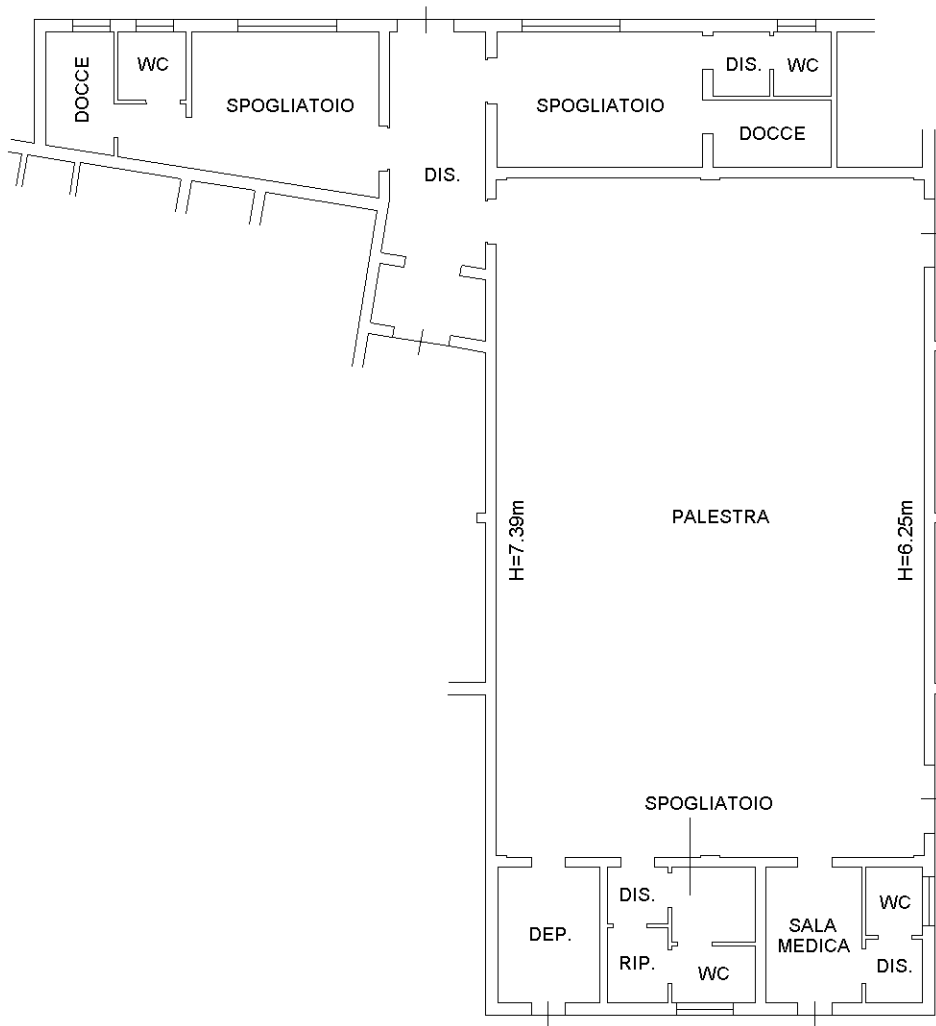 WC
DOCCE
SPOGLIATOIO
SPOGLIATOIO
DIS.
WC
DOCCE
DIS.
PALESTRA
H=7.39m
H=6.25m
SPOGLIATOIO
DIS.
DEP.
RIP.
WC
SALA
MEDICA
WC
DIS.